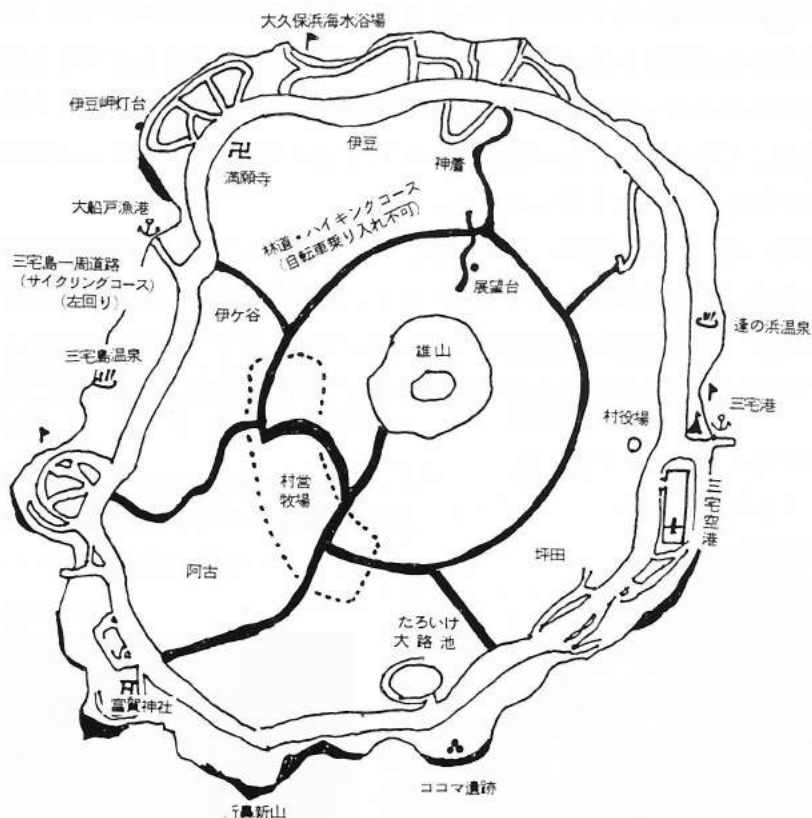 大久保浜海水浴場
伊豆岬灯台
伊豆
神着
満願寺
大船戸漁港
林道・ハイキングコース
(自転車乗り入れ不可)
三宅島一周道路
(サイクリングコース)
(左回り)
展望台
伊ケ谷
逢の浜温泉
雄山
三宅島温泉
三宅港
村役場
村営
牧場
三宅空港
坪田
阿古
たろいけ
大路池
富賀神社
ココマ遺跡
鼻新山